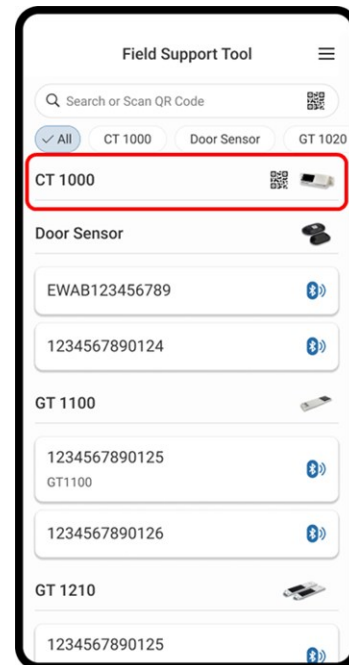 Field Support Tool
Search or Scan QR Code
All CT 1000 Door Sensor GT 1020
CT 1000
Door Sensor
EWAB123456789
1234567890124
GT 1100
1234567890125
GT1100
1234567890126
GT 1210
1234567890125